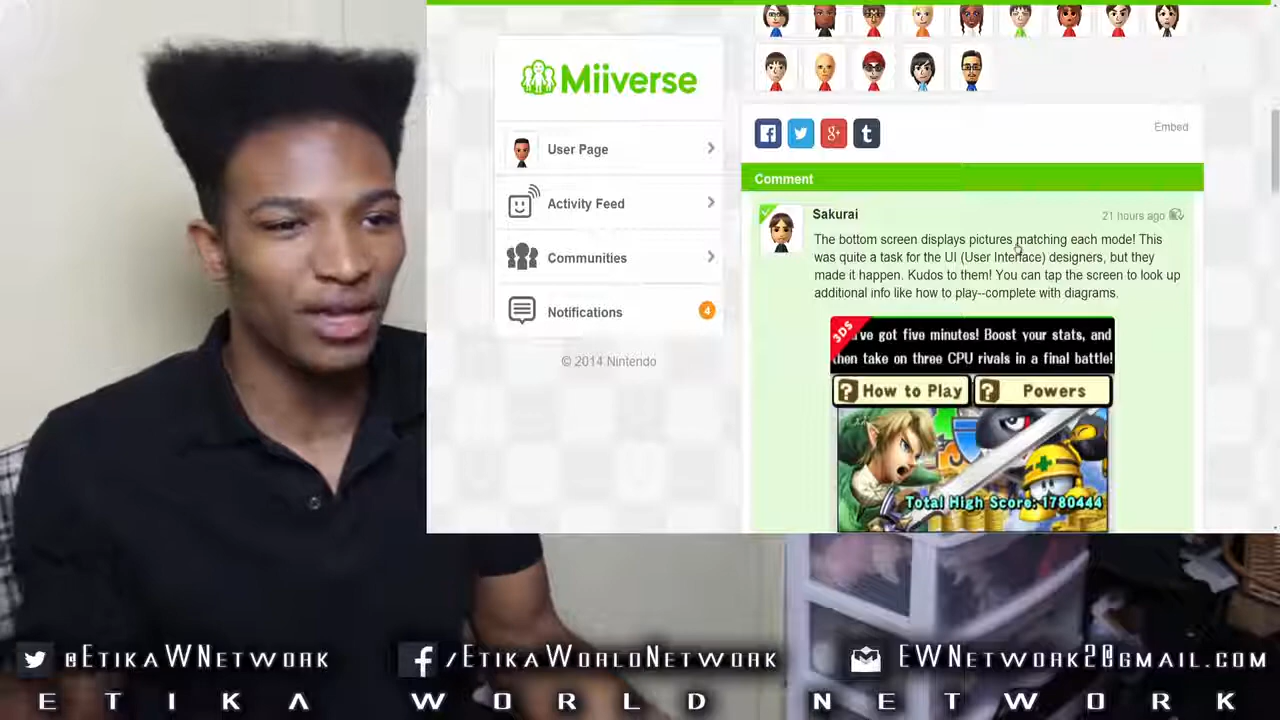 Miiverse
User Page
Activity Feed
Communities
Notifications
4
© 2014 Nintendo
Embed
Comment
Sakurai
21 hours ago
The bottom screen displays pictures matching each mode! This
was quite a task for the UI (User Interface) designers, but they
made it happen. Kudos to them! You can tap the screen to look up
additional info like how to play--complete with diagrams.
3DS
've got five minutes! Boost your stats, and
then take on three CPU rivals in a final battle!
? How to Play
? Powers
Total High Score: 1780444
@EtikaWNetwork
/EtikaWorldNetwork
EWNetwork2@gmail.com
ETIKA WORLD NETWORK